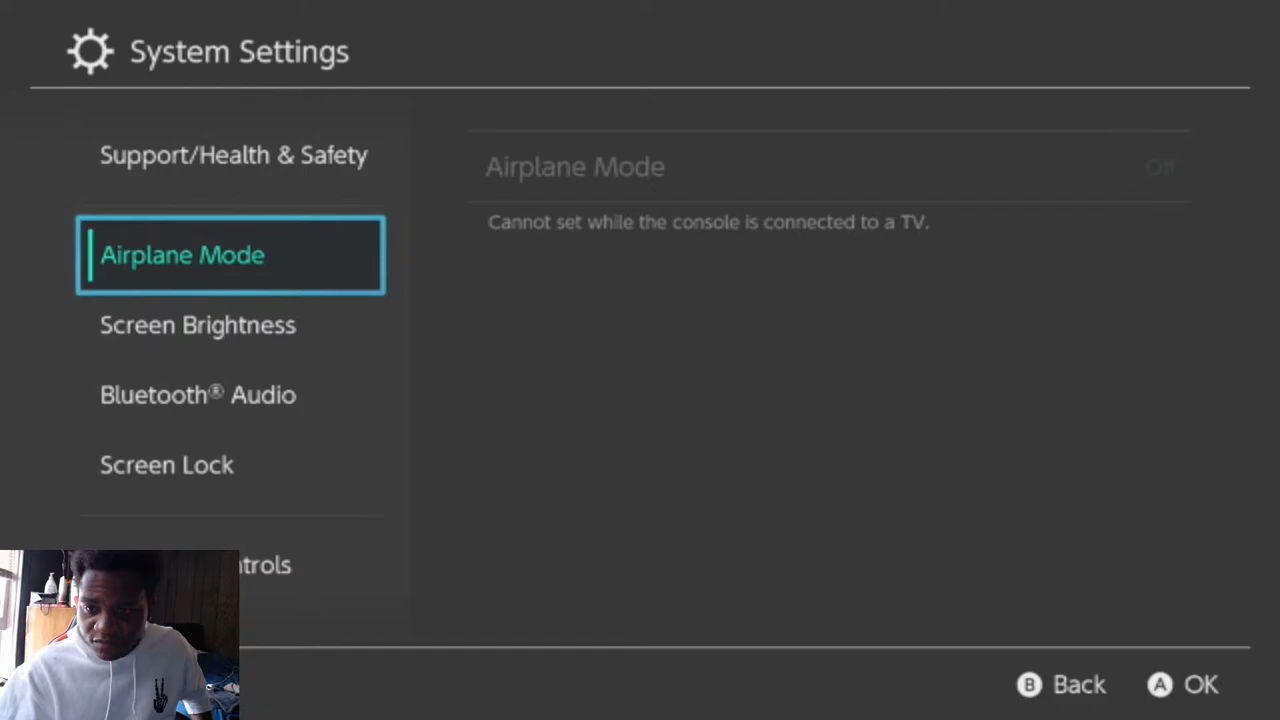 System Settings
Support/Health & Safety
Airplane Mode
Screen Brightness
Bluetooth® Audio
Screen Lock
Airplane Mode Off
Cannot set while the console is connected to a TV.
B Back A OK